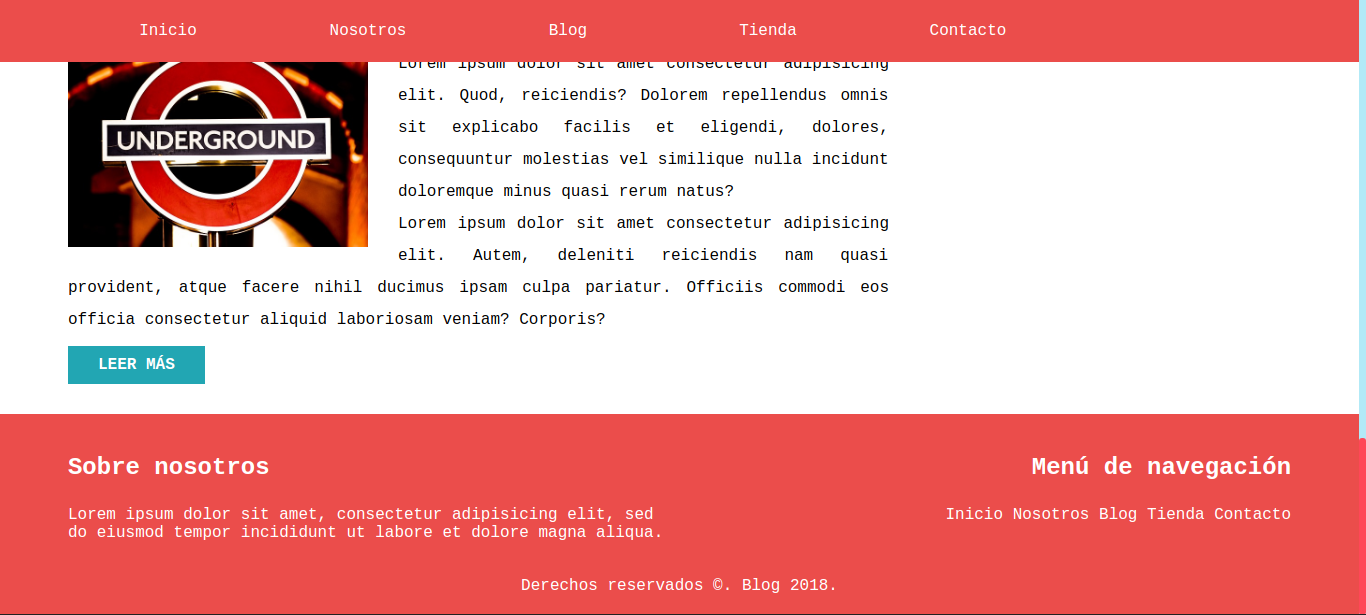 Inicio Nosotros Blog Tienda Contacto
UNDERGROUND
Lorem ipsum dolor sit amet consectetur adipisicing
elit. Quod, reiciendis? Dolorem repellendus omnis
sit explicabo facilis et eligendi, dolores,
consequuntur molestias vel similique nulla incidunt
doloremque minus quasi rerum natus?
Lorem ipsum dolor sit amet consectetur adipisicing
elit. Autem, deleniti reiciendis nam quasi
provident, atque facere nihil ducimus ipsam culpa pariatur. Officiis commodi eos
officia consectetur aliquid laboriosam veniam? Corporis?
LEER MÁS
Sobre nosotros
Lorem ipsum dolor sit amet, consectetur adipisicing elit, sed
do eiusmod tempor incididunt ut labore et dolore magna aliqua.
Menú de navegación
Inicio Nosotros Blog Tienda Contacto
Derechos reservados ©. Blog 2018.